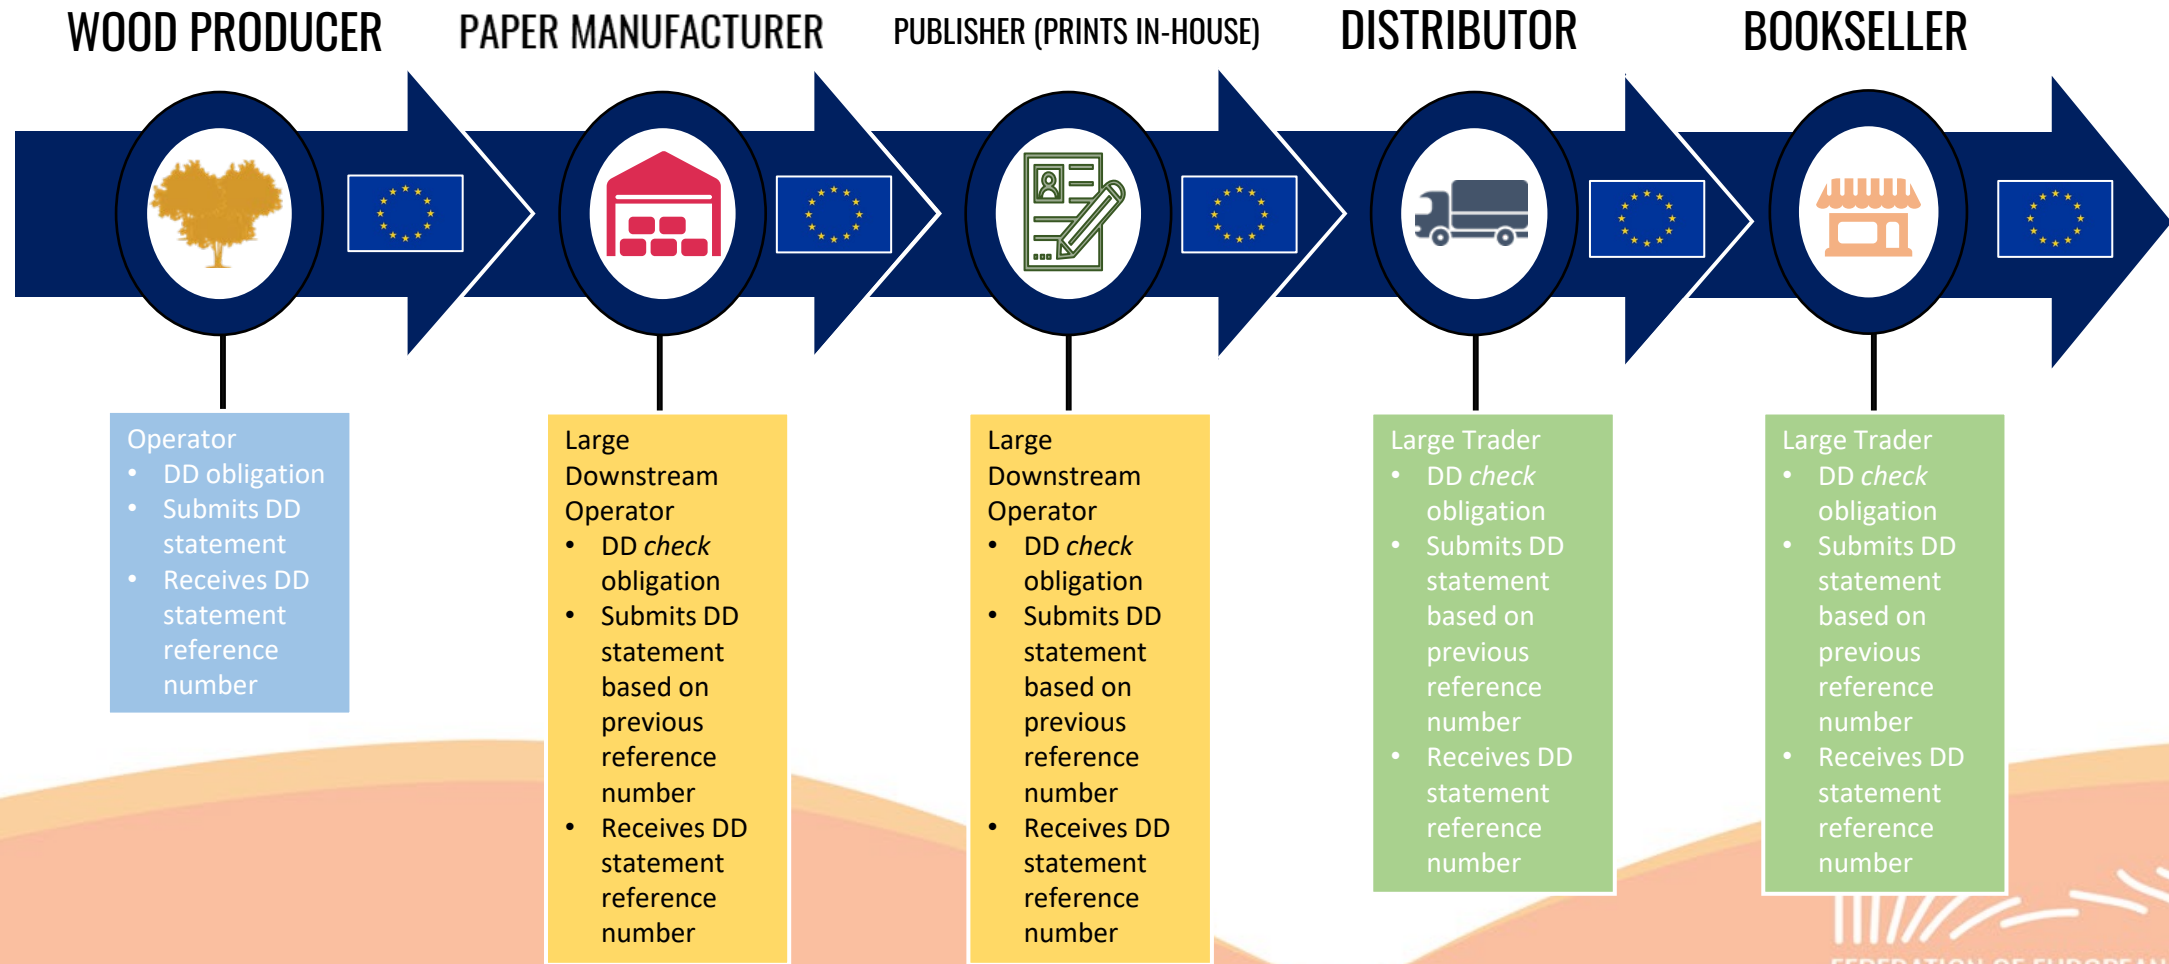 WOOD PRODUCER
PAPER MANUFACTURER
PUBLISHER (PRINTS IN-HOUSE)
DISTRIBUTOR
BOOKSELLER
Operator
• DD obligation
• Submits DD
statement
• Receives DD
statement
reference
number
Large
Downstream
Operator
• DD check
obligation
• Submits DD
statement
based on
previous
reference
number
• Receives DD
statement
reference
number
Large
Downstream
Operator
• DD check
obligation
• Submits DD
statement
based on
previous
reference
number
• Receives DD
statement
reference
number
Large Trader
• DD check
obligation
• Submits DD
statement
based on
previous
reference
number
• Receives DD
statement
reference
number
Large Trader
• DD check
obligation
• Submits DD
statement
based on
previous
reference
number
• Receives DD
statement
reference
number
FEDERATION OF EUROPEAN